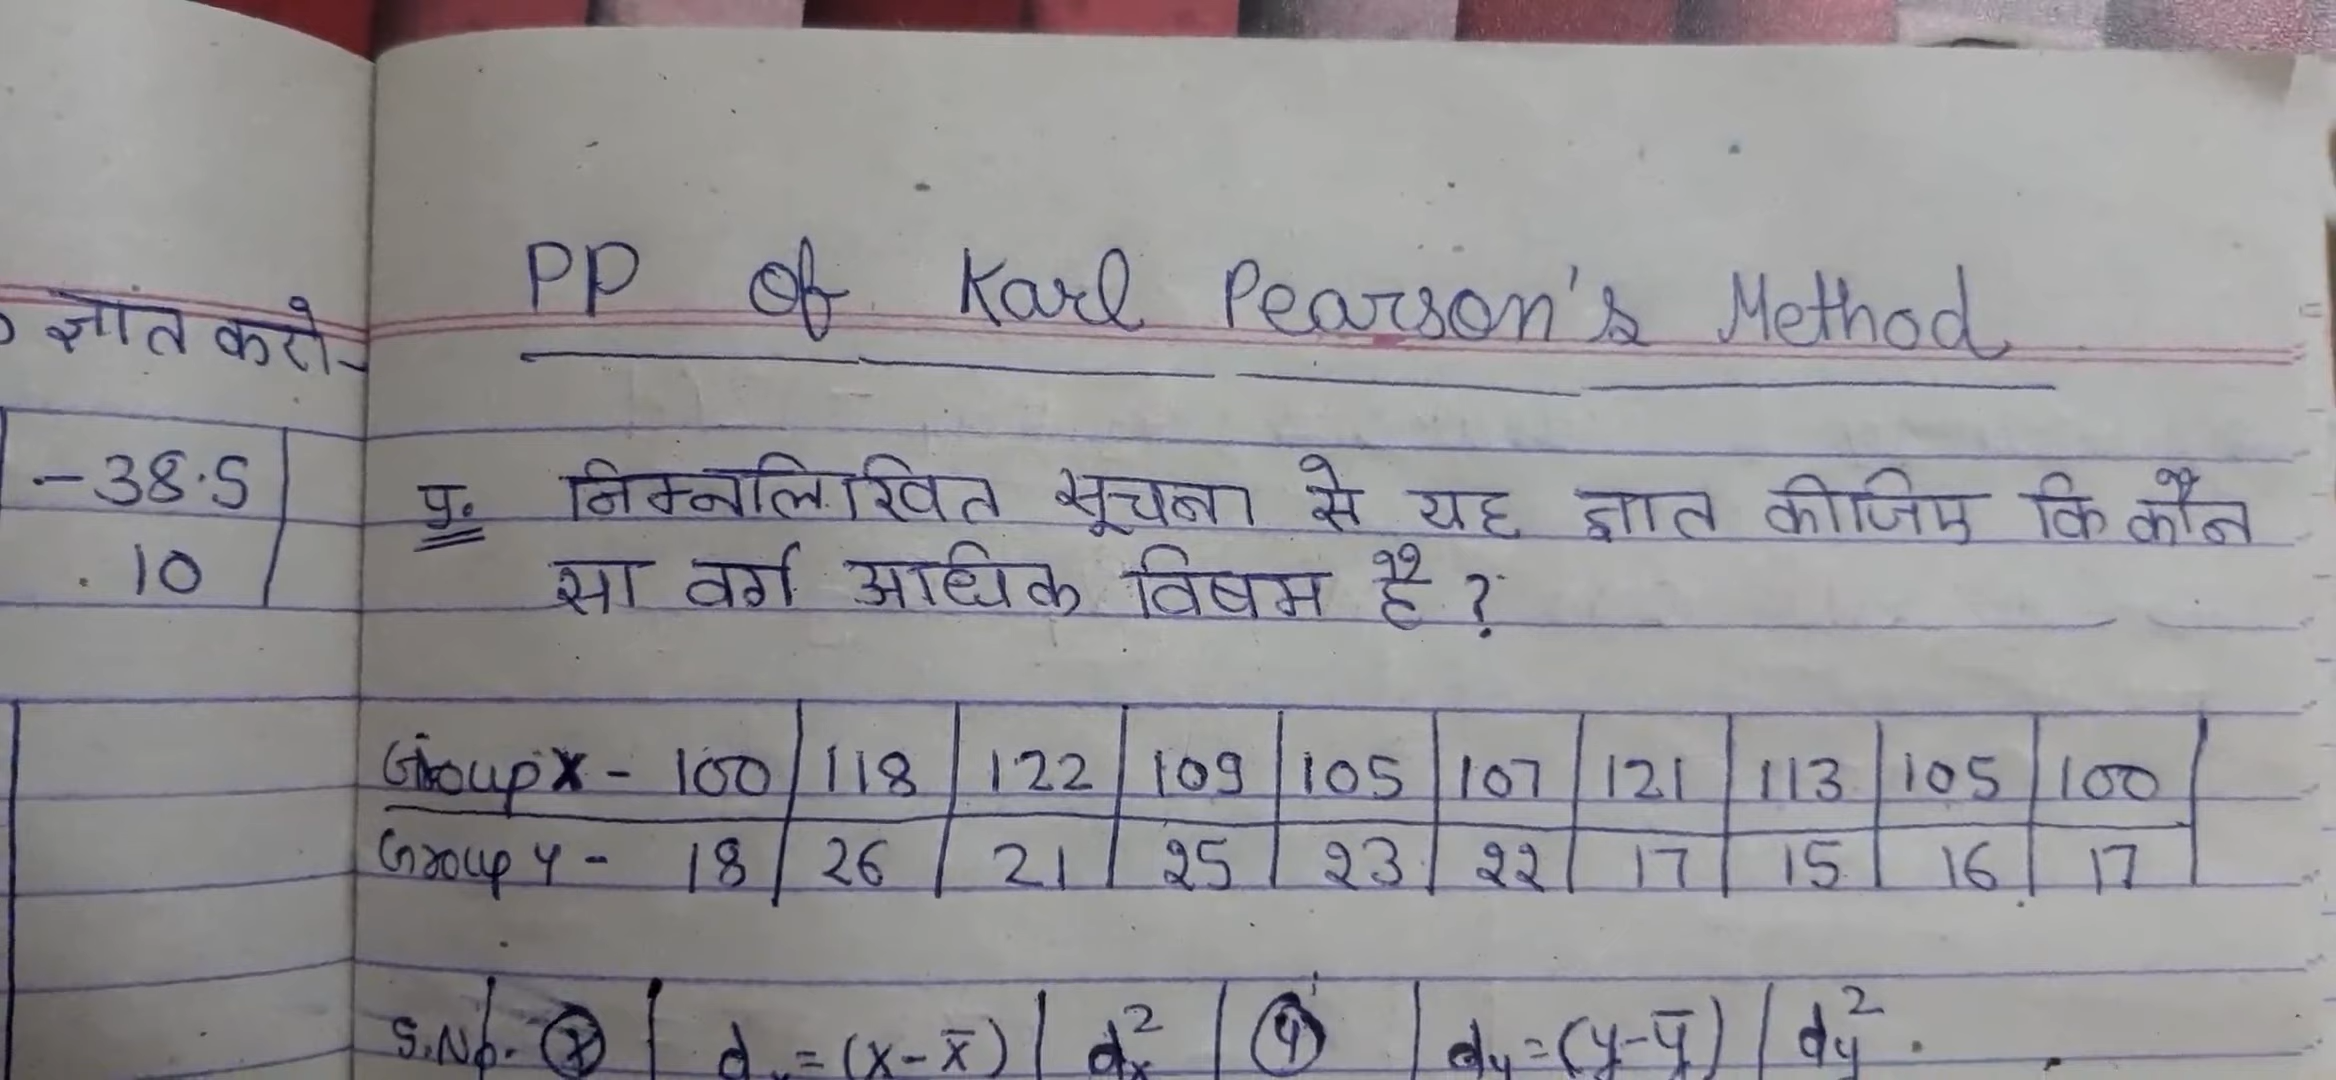 ज्ञात करो-
-38.5
10
PP of Karl Pearson's Method
प्र. निम्नलिखित सूचना से यह ज्ञात कीजिए कि कौन
सा वर्ग अधिक विषम है ?
Group X - 100 118 122 109 105 107 121 113 105 100
Group Y - 18 26 21 25 23 22 17 15 16 17
S.No. X d = (x-x̄) dx² Y dy = (y-ȳ) dy²